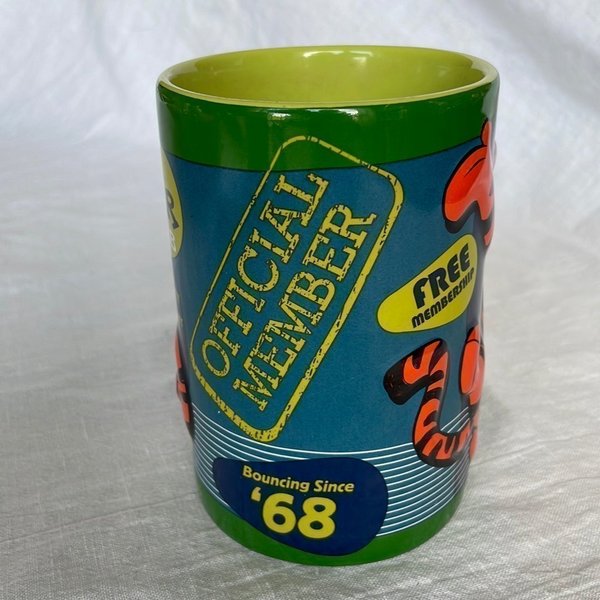 OFFICIAL
MEMBER
FREE
MEMBERSHIP
Bouncing Since
'68